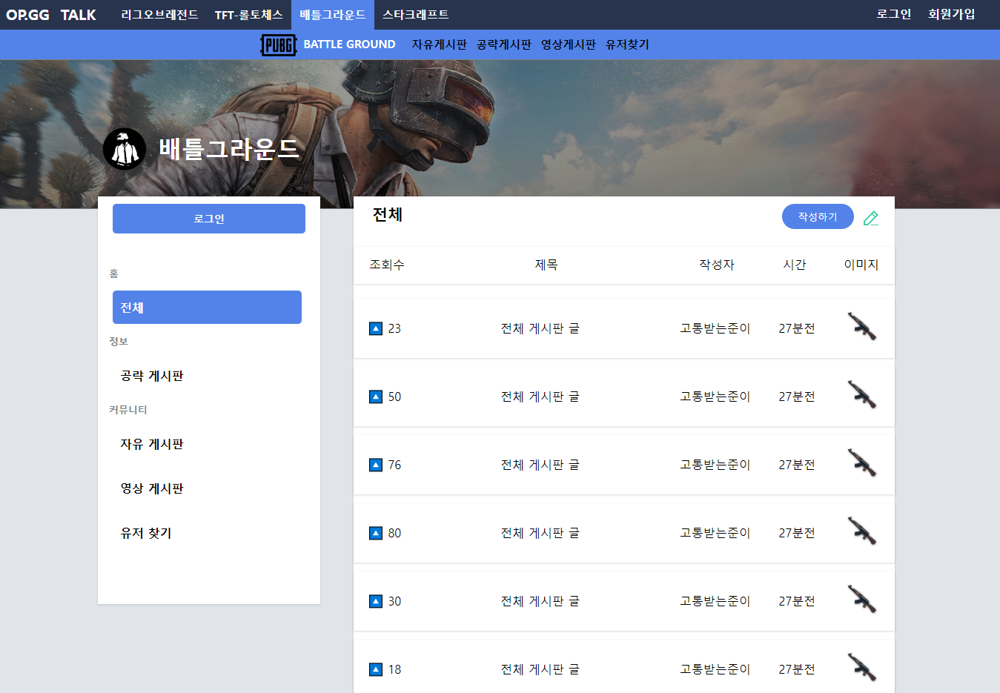 OP.GG TALK 리그오브레전드 TFT-롤토체스 배틀그라운드 스타크래프트 로그인 회원가입
PUBG BATTLE GROUND 자유게시판 공략게시판 영상게시판 유저찾기
배틀그라운드
로그인
홈
전체
정보
공략 게시판
커뮤니티
자유 게시판
영상 게시판
유저 찾기
전체 작성하기
조회수 제목 작성자 시간 이미지
23 전체 게시판 글 고통받는준이 27분전
50 전체 게시판 글 고통받는준이 27분전
76 전체 게시판 글 고통받는준이 27분전
80 전체 게시판 글 고통받는준이 27분전
30 전체 게시판 글 고통받는준이 27분전
18 전체 게시판 글 고통받는준이 27분전